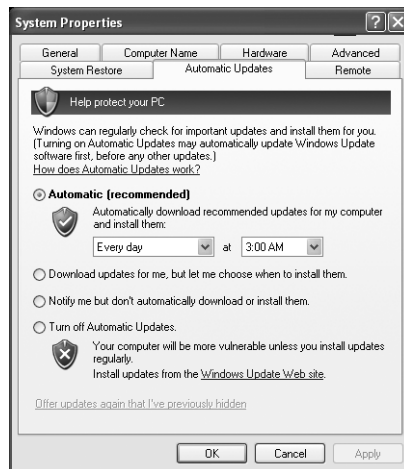 System Properties
General Computer Name Hardware Advanced
System Restore Automatic Updates Remote
Help protect your PC
Windows can regularly check for important updates and install them for you.
(Turning on Automatic Updates may automatically update Windows Update
software first, before any other updates.)
How does Automatic Updates work?
Automatic (recommended)
Automatically download recommended updates for my computer
and install them:
Every day at 3:00 AM
Download updates for me, but let me choose when to install them.
Notify me but don't automatically download or install them.
Turn off Automatic Updates.
Your computer will be more vulnerable unless you install updates
regularly.
Install updates from the Windows Update Web site.
Offer updates again that I've previously hidden
OK Cancel Apply